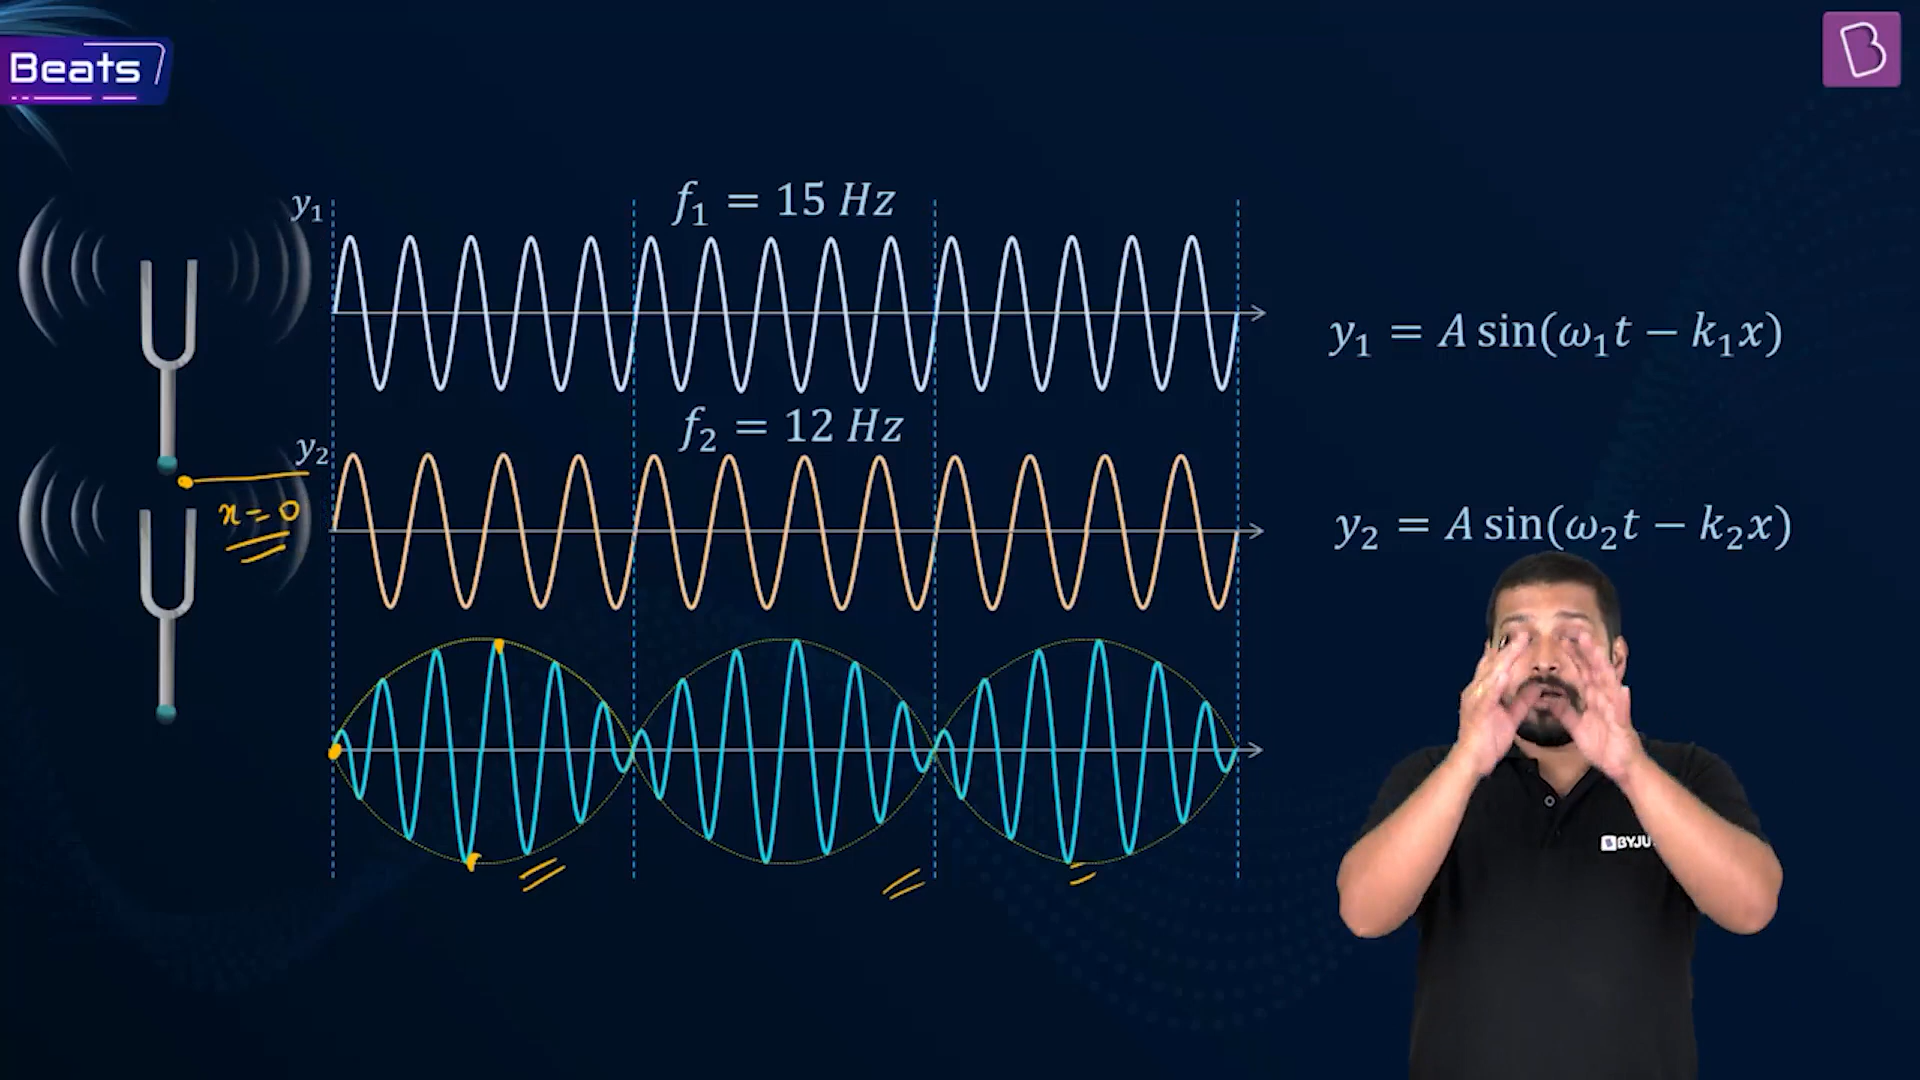 Beats
y₁
f₁ = 15 Hz
y₁ = A sin(ω₁t − k₁x)
f₂ = 12 Hz
y₂
x = 0
y₂ = A sin(ω₂t − k₂x)
BYJU